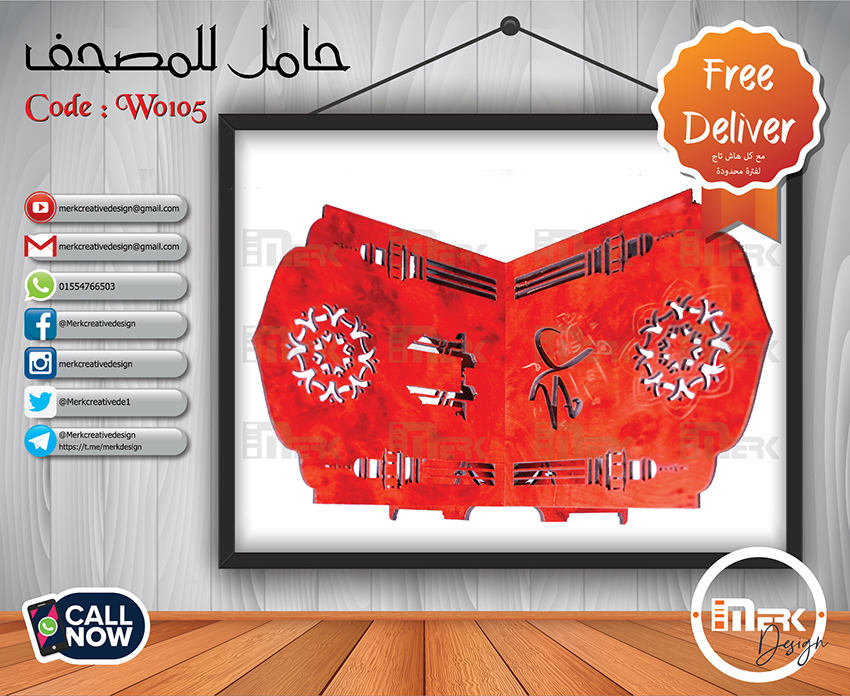 حامل للمصحف
Code : W0105
Free
Deliver
مع كل هاش تاج
لفترة محدودة
merkcreativedesign@gmail.com
merkcreativedesign@gmail.com
01554766503
@Merkcreativedesign
merkcreativedesign
@Merkcreativede1
@Merkcreativedesign
https://t.me/merkdesign
CALL
NOW
MERK
Design